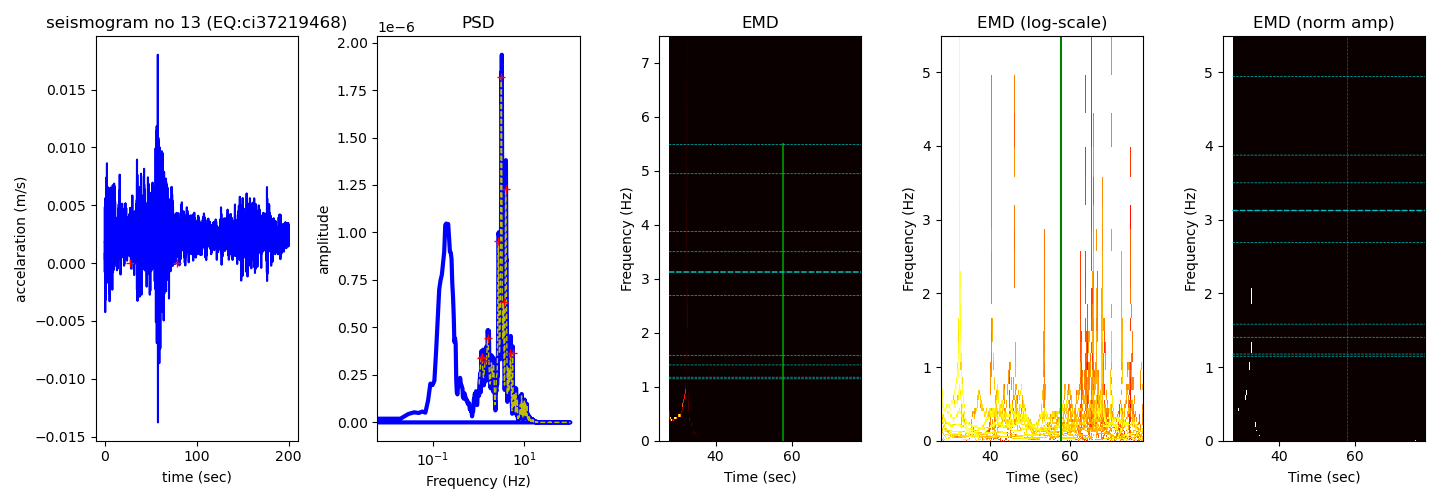 seismogram no 13 (EQ:ci37219468)
0.015
0.010
0.005
0.000
−0.005
−0.010
−0.015
accelaration (m/s)
0
100
200
time (sec)
PSD
1e−6
2.00
1.75
1.50
1.25
1.00
0.75
0.50
0.25
0.00
amplitude
10−1
101
Frequency (Hz)
EMD
7
6
5
4
3
2
1
0
Frequency (Hz)
40
60
Time (sec)
EMD (log-scale)
5
4
3
2
1
0
Frequency (Hz)
40
60
Time (sec)
EMD (norm amp)
5
4
3
2
1
0
Frequency (Hz)
40
60
Time (sec)